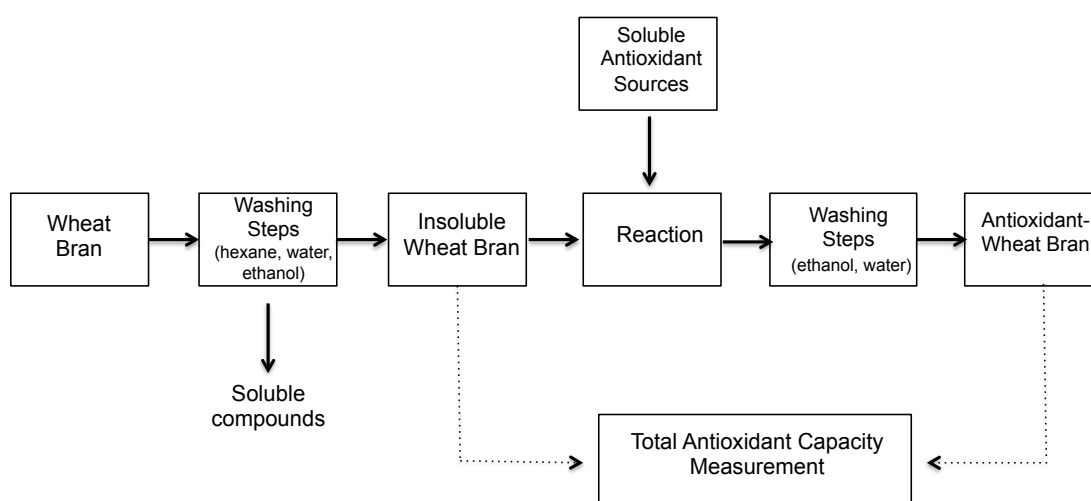 Soluble
Antioxidant
Sources
Wheat
Bran
Washing
Steps
(hexane, water,
ethanol)
Insoluble
Wheat Bran
Reaction
Washing
Steps
(ethanol, water)
Antioxidant-
Wheat Bran
Soluble
compounds
Total Antioxidant Capacity
Measurement